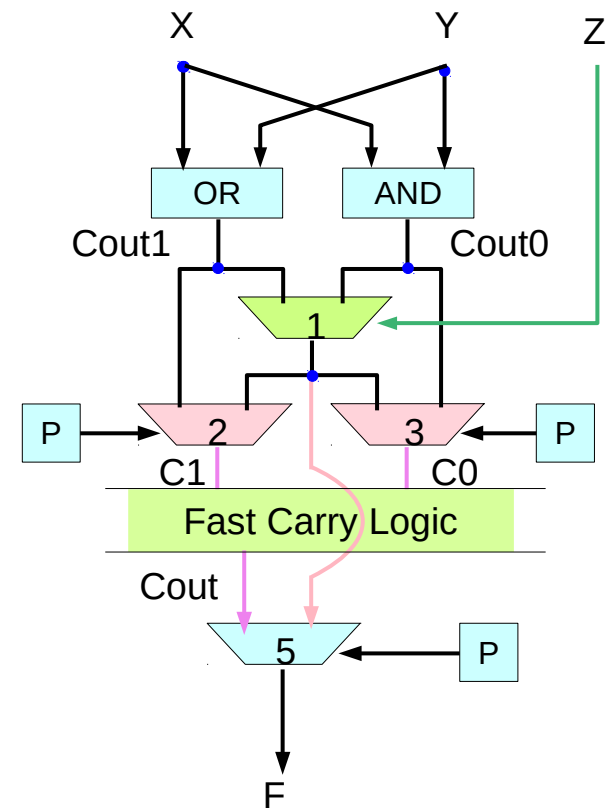 X Y Z
OR AND
Cout1 Cout0
1
P 2 3 P
C1 C0
Fast Carry Logic
Cout
5 P
F